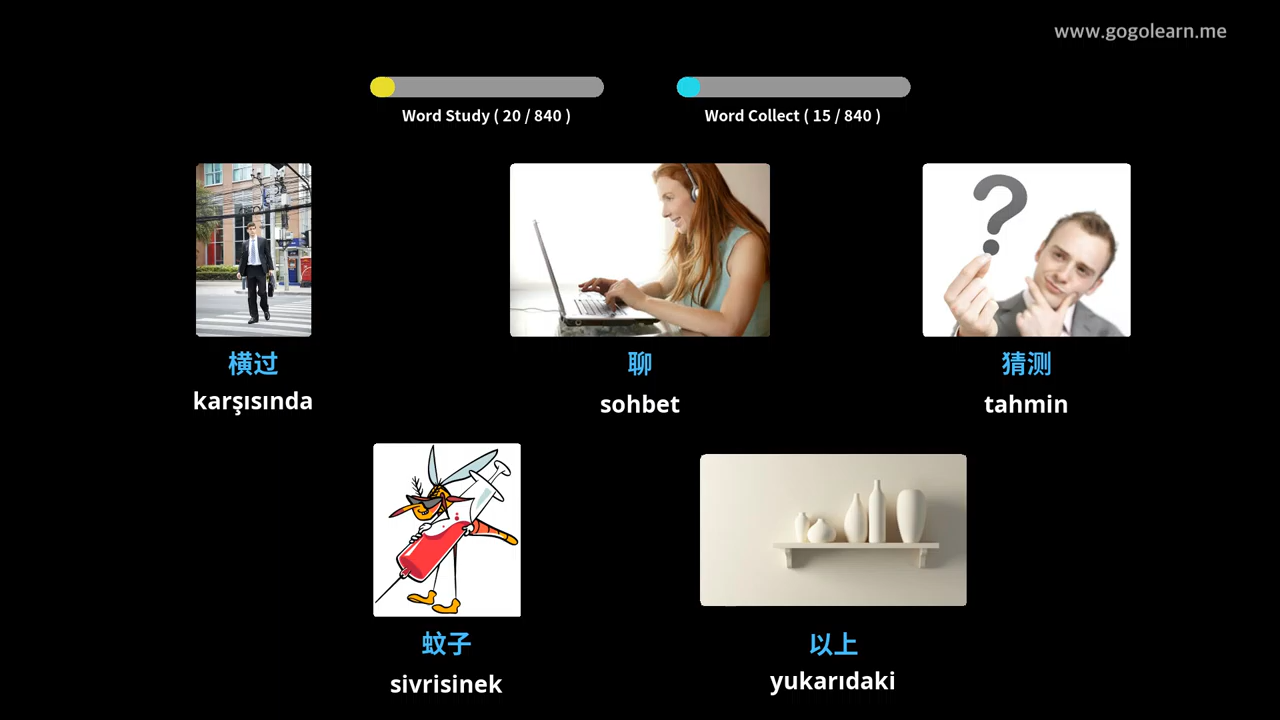 www.gogolearn.me
Word Study ( 20 / 840 )
Word Collect ( 15 / 840 )
横过
karşısında
聊
sohbet
猜测
tahmin
蚊子
sivrisinek
以上
yukarıdaki